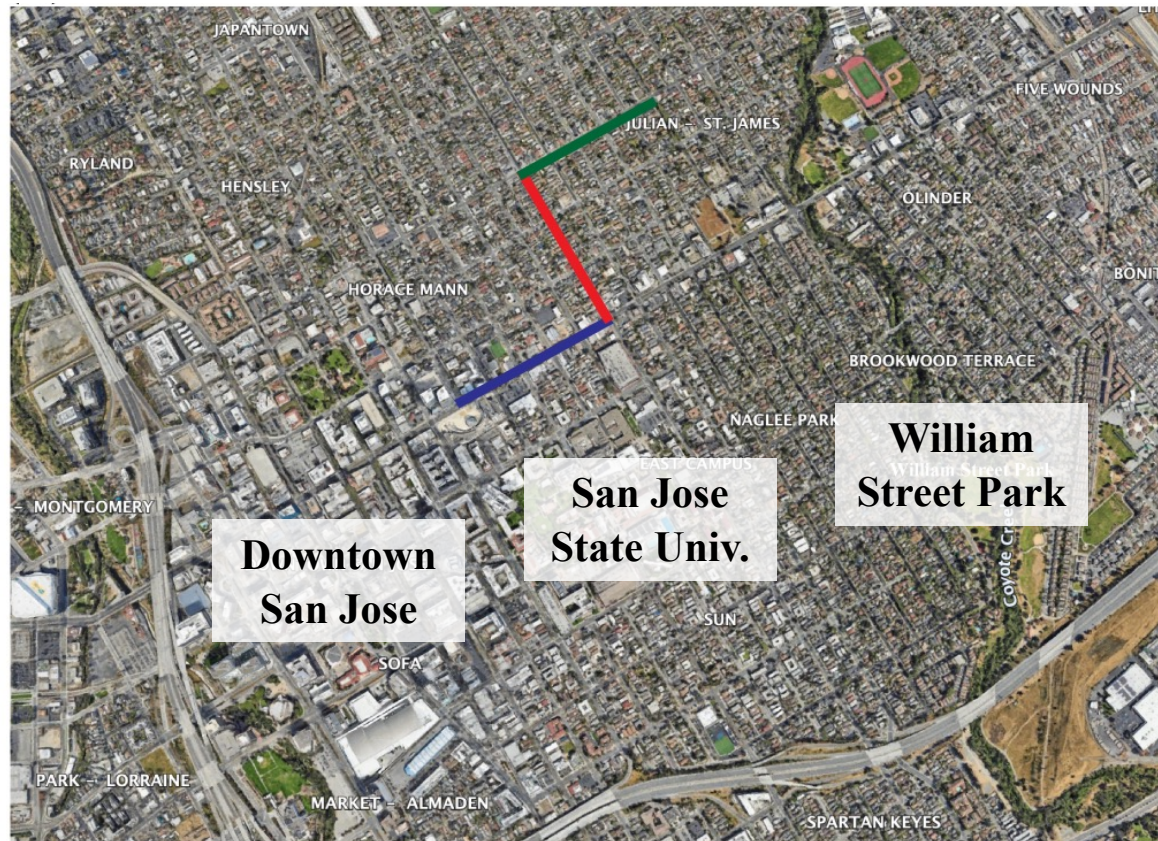 JAPANTOWN
FIVE WOUNDS
JULIAN - ST. JAMES
RYLAND
HENSLEY
OLINDER
BONIT
HORACE MANN
BROOKWOOD TERRACE
NAGLEE PARK
William
Street Park
William Street Park
EAST CAMPUS
San Jose
State Univ.
- MONTGOMERY
Downtown
San Jose
Coyote Creek
SUN
SOFA
PARK - LORRAINE
MARKET - ALMADEN
SPARTAN KEYES